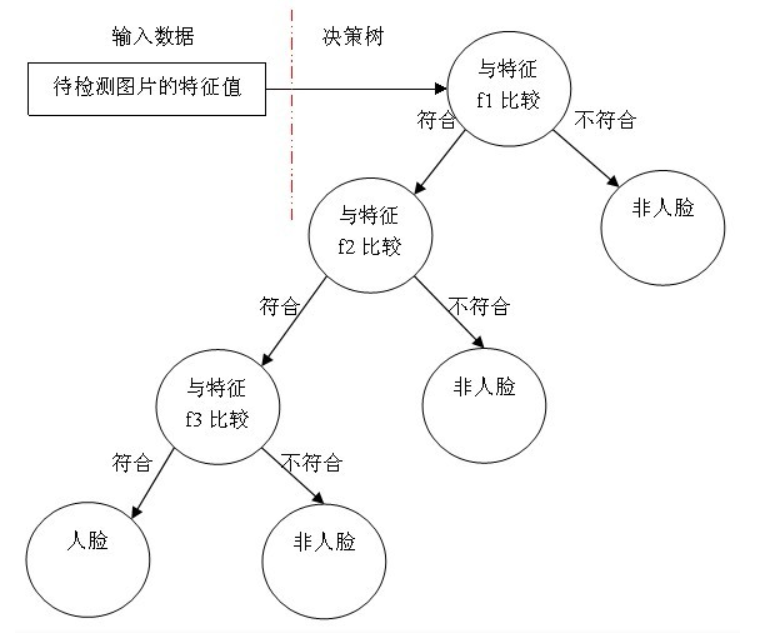 输入数据
决策树
待检测图片的特征值
与特征
f1 比较
符合
不符合
非人脸
与特征
f2 比较
符合
不符合
非人脸
与特征
f3 比较
符合
不符合
人脸
非人脸